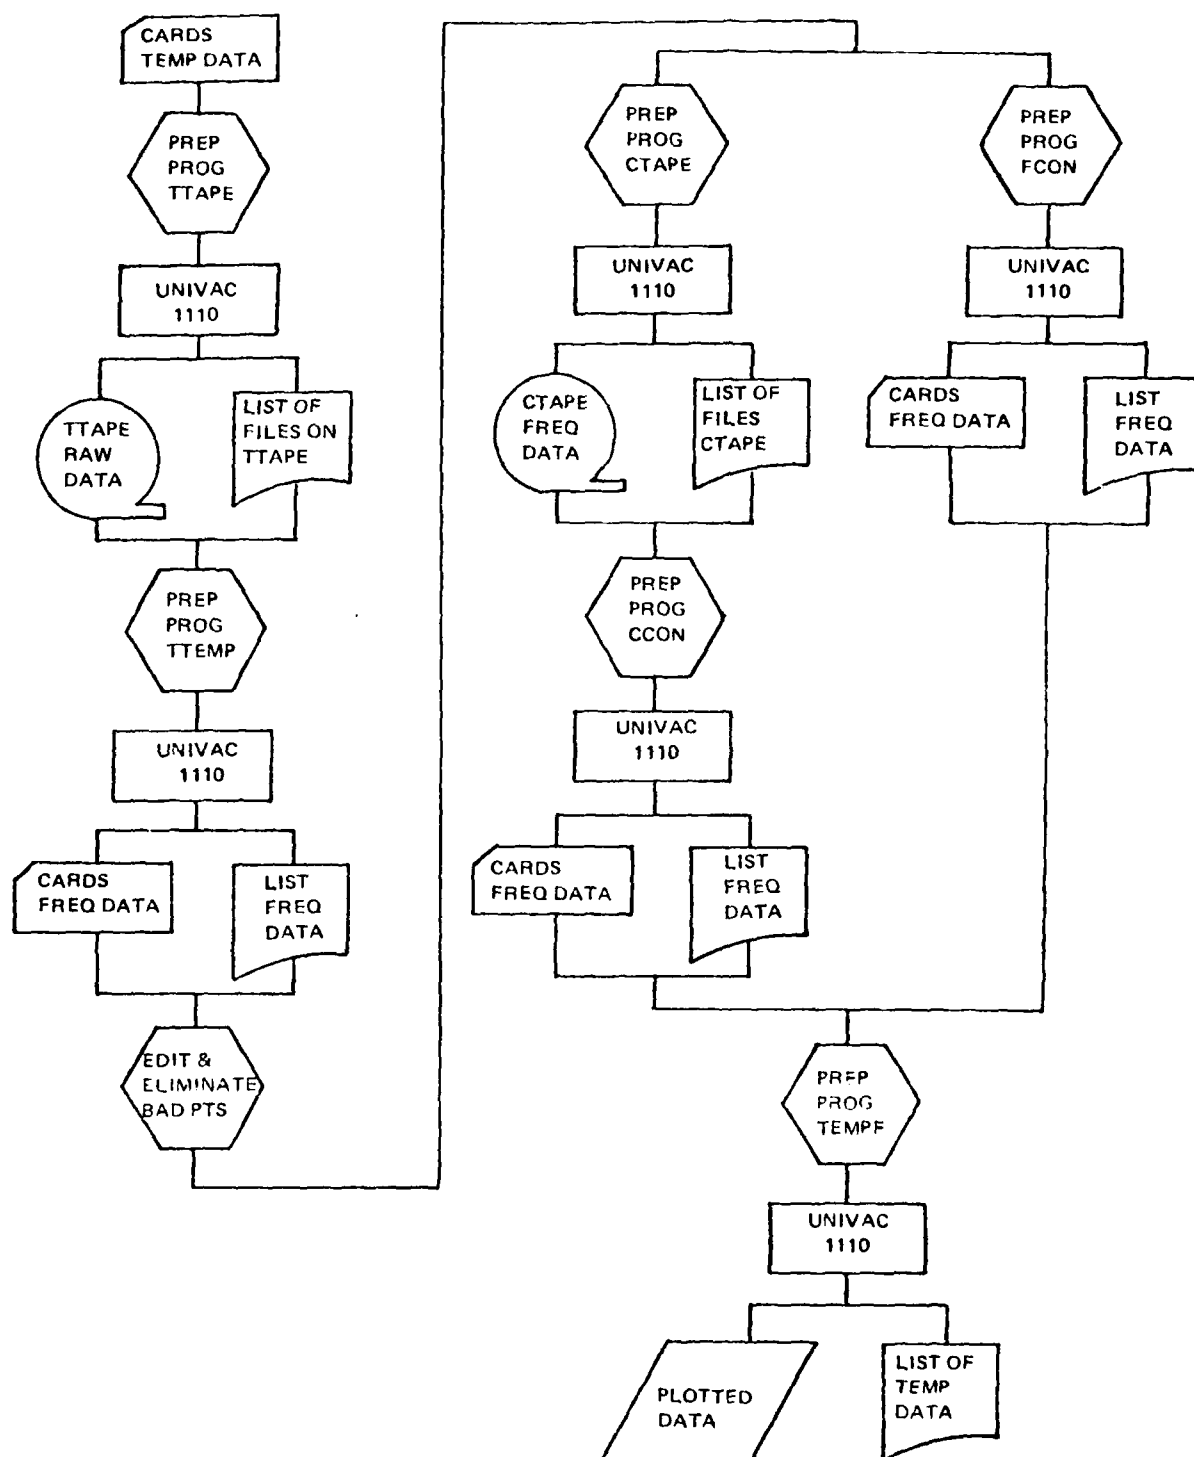 CARDS
TEMP DATA
PREP
PROG
TTAPE
UNIVAC
1110
TTAPE
RAW
DATA
LIST OF
FILES ON
TTAPE
PREP
PROG
TTEMP
UNIVAC
1110
CARDS
FREQ DATA
LIST
FREQ
DATA
EDIT &
ELIMINATE
BAD PTS
PREP
PROG
CTAPE
UNIVAC
1110
CTAPE
FREQ
DATA
LIST OF
FILES
CTAPE
PREP
PROG
CCON
UNIVAC
1110
CARDS
FREQ DATA
LIST
FREQ
DATA
PREP
PROG
FCON
UNIVAC
1110
CARDS
FREQ DATA
LIST
FREQ
DATA
PREP
PROG
TEMPF
UNIVAC
1110
PLOTTED
DATA
LIST OF
TEMP
DATA